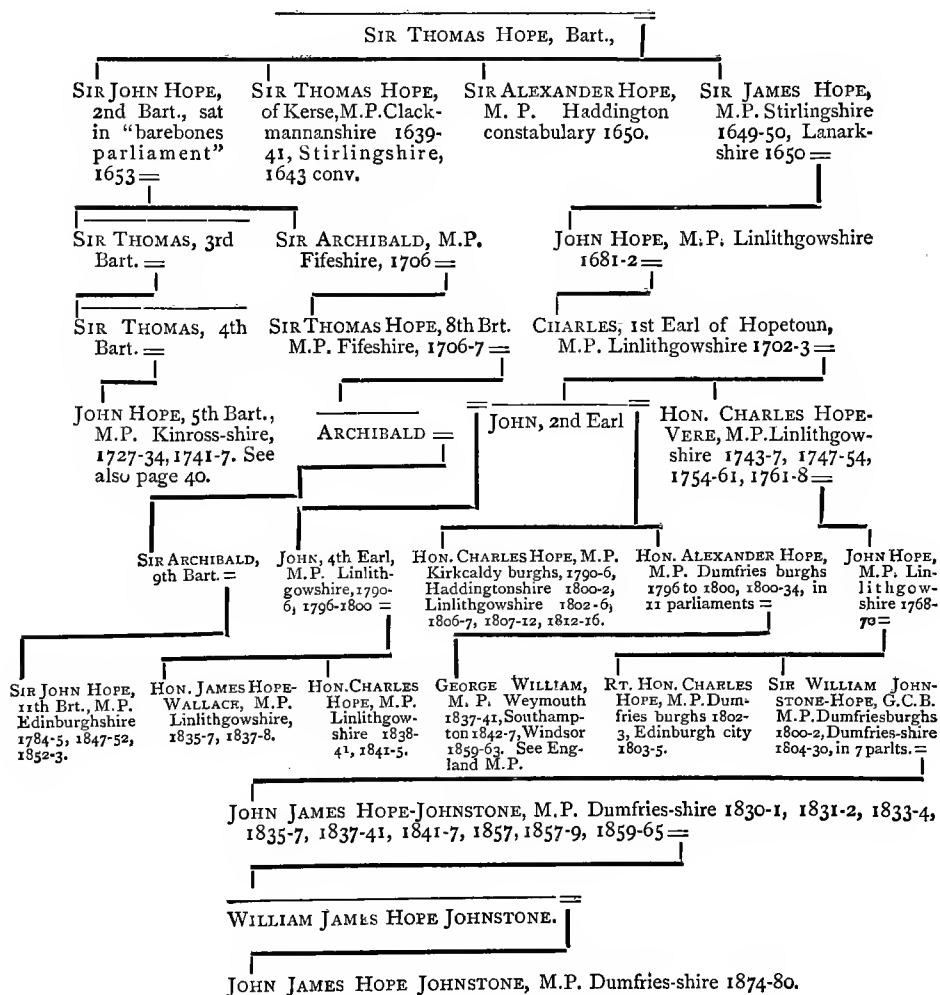 SIR THOMAS HOPE, Bart.,
SIR JOHN HOPE,
2nd Bart., sat
in "barebones
parliament"
1653
SIR THOMAS HOPE,
of Kerse, M.P. Clack-
mannanshire 1639-
41, Stirlingshire,
1643 conv.
SIR ALEXANDER HOPE,
M. P. Haddington
constabulary 1650.
SIR JAMES HOPE,
M.P. Stirlingshire
1649-50, Lanark-
shire 1650
SIR THOMAS, 3rd
Bart.
SIR ARCHIBALD, M.P.
Fifeshire, 1706
JOHN HOPE, M.P. Linlithgowshire
1681-2
SIR THOMAS, 4th
Bart.
SIR THOMAS HOPE, 8th Brt.
M.P. Fifeshire, 1706-7
CHARLES, 1st Earl of Hopetoun,
M.P. Linlithgowshire 1702-3
JOHN HOPE, 5th Bart.,
M.P. Kinross-shire,
1727-34, 1741-7. See
also page 40.
ARCHIBALD
JOHN, 2nd Earl
HON. CHARLES HOPE-
VERE, M.P. Linlithgow-
shire 1743-7, 1747-54,
1754-61, 1761-8
SIR ARCHIBALD,
9th Bart.
JOHN, 4th Earl,
M.P. Linlith-
gowshire, 1790-
6, 1796-1800
HON. CHARLES HOPE, M.P.
Kirkcaldy burghs, 1790-6,
Haddingtonshire 1800-2,
Linlithgowshire 1802-6,
1806-7, 1807-12, 1812-16.
HON. ALEXANDER HOPE,
M.P. Dumfries burghs
1796 to 1800, 1800-34, in
11 parliaments
JOHN HOPE,
M.P. Lin-
lithgow-
shire 1768-
70
SIR JOHN HOPE,
11th Brt., M.P.
Edinburghshire
1784-5, 1847-52,
1852-3.
HON. JAMES HOPE-
WALLACE, M.P.
Linlithgowshire,
1835-7, 1837-8.
HON. CHARLES
HOPE, M.P.
Linlithgow-
shire 1838-
41, 1841-5.
GEORGE WILLIAM,
M. P. Weymouth
1837-41, Southamp-
ton 1842-7, Windsor
1859-63. See Eng-
land M.P.
RT. HON. CHARLES
HOPE, M.P. Dum-
fries burghs 1802-
3, Edinburgh city
1803-5.
SIR WILLIAM JOHN-
STONE-HOPE, G.C.B.
M.P. Dumfriesburghs
1800-2, Dumfries-shire
1804-30, in 7 parlts.
JOHN JAMES HOPE-JOHNSTONE, M.P. Dumfries-shire 1830-1, 1831-2, 1833-4,
1835-7, 1837-41, 1841-7, 1857, 1857-9, 1859-65
WILLIAM JAMES HOPE JOHNSTONE.
JOHN JAMES HOPE JOHNSTONE, M.P. Dumfries-shire 1874-80.